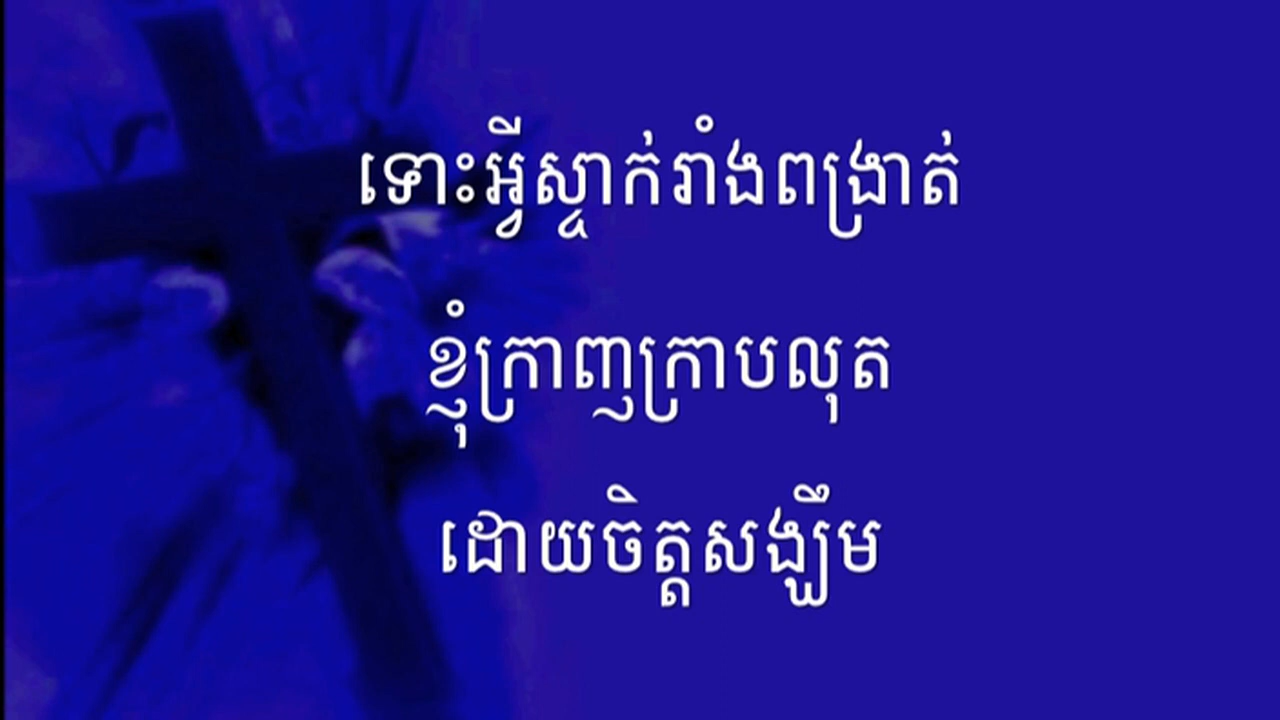 ទោះអ្វីស្ទាក់រាំងពង្រាត់
ខ្ញុំក្រាញក្រាបលុត
ដោយចិត្តសង្ឃឹម